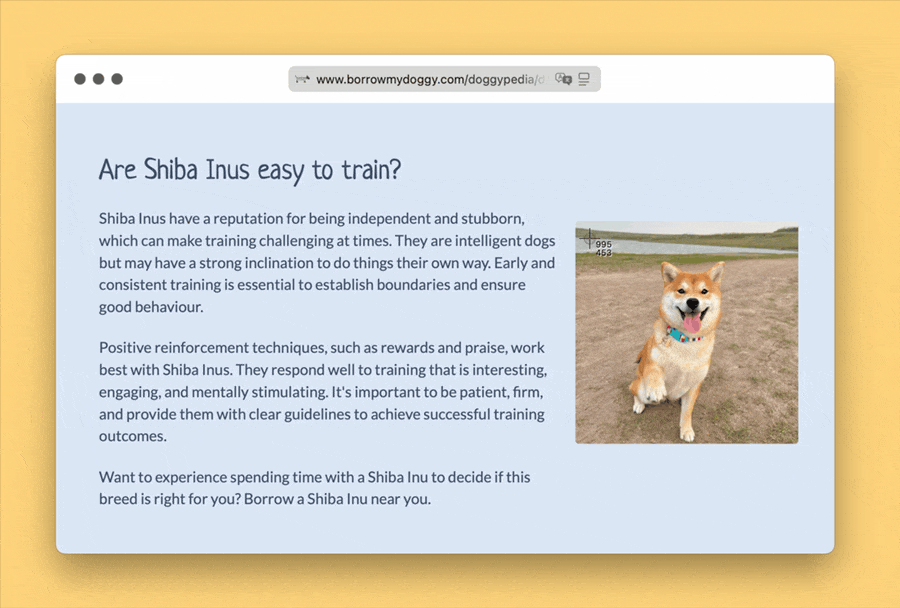 www.borrowmydoggy.com/doggypedia/
Are Shiba Inus easy to train?
Shiba Inus have a reputation for being independent and stubborn,
which can make training challenging at times. They are intelligent dogs
but may have a strong inclination to do things their own way. Early and
consistent training is essential to establish boundaries and ensure
good behaviour.
995
453
Positive reinforcement techniques, such as rewards and praise, work
best with Shiba Inus. They respond well to training that is interesting,
engaging, and mentally stimulating. It's important to be patient, firm,
and provide them with clear guidelines to achieve successful training
outcomes.
Want to experience spending time with a Shiba Inu to decide if this
breed is right for you? Borrow a Shiba Inu near you.